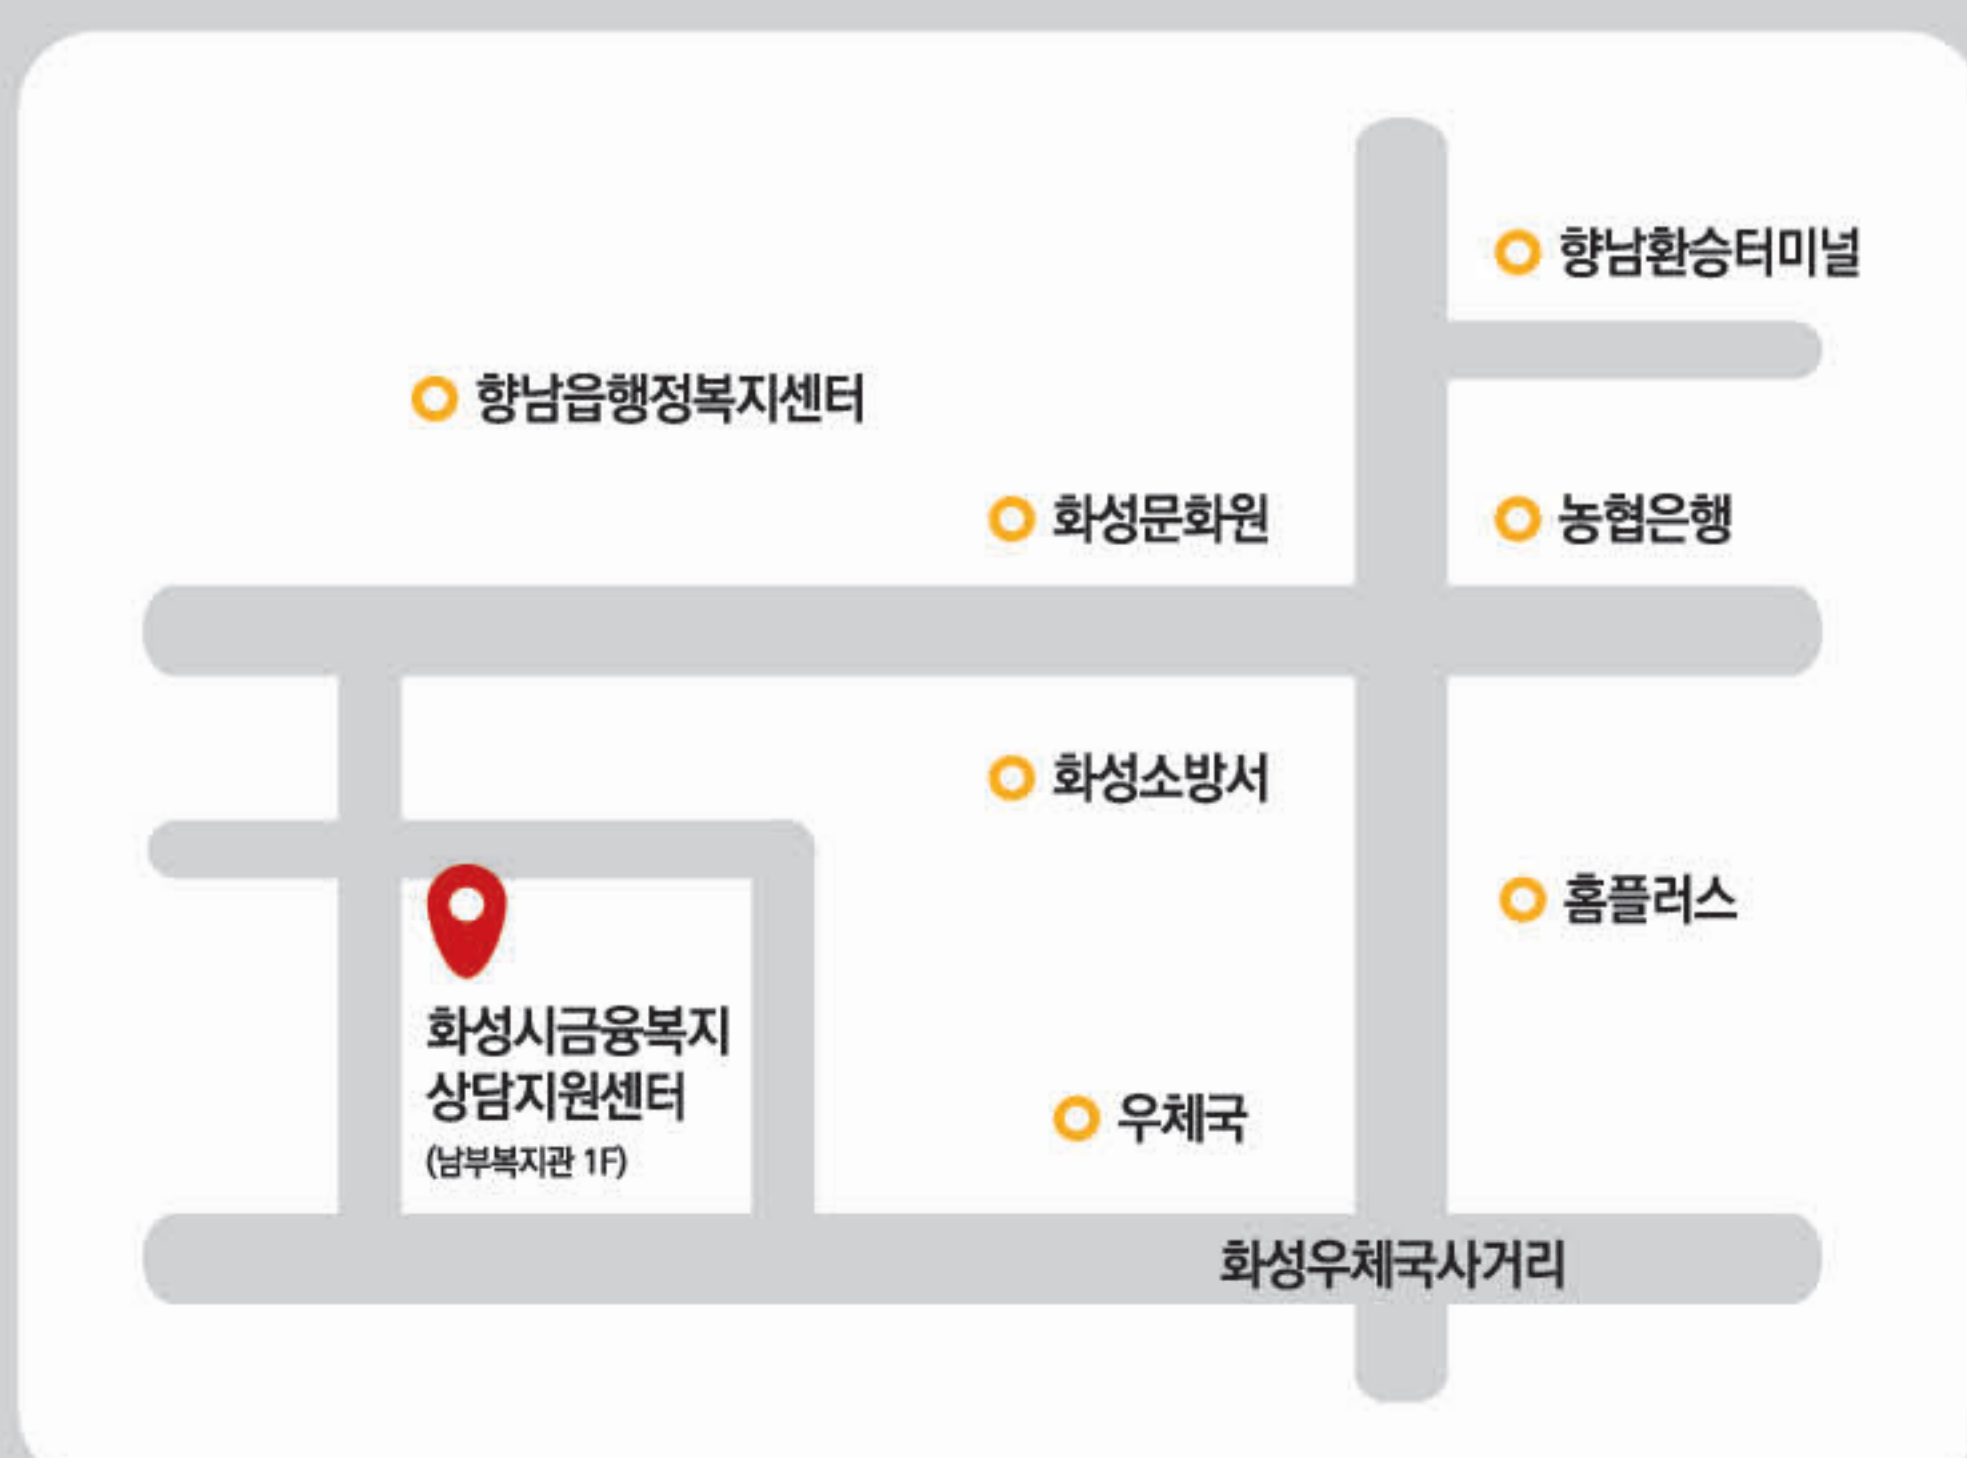 향남환승터미널
향남읍행정복지센터
화성문화원
농협은행
화성소방서
홈플러스
화성시금융복지
상담지원센터
(남부복지관 1F)
우체국
화성우체국사거리